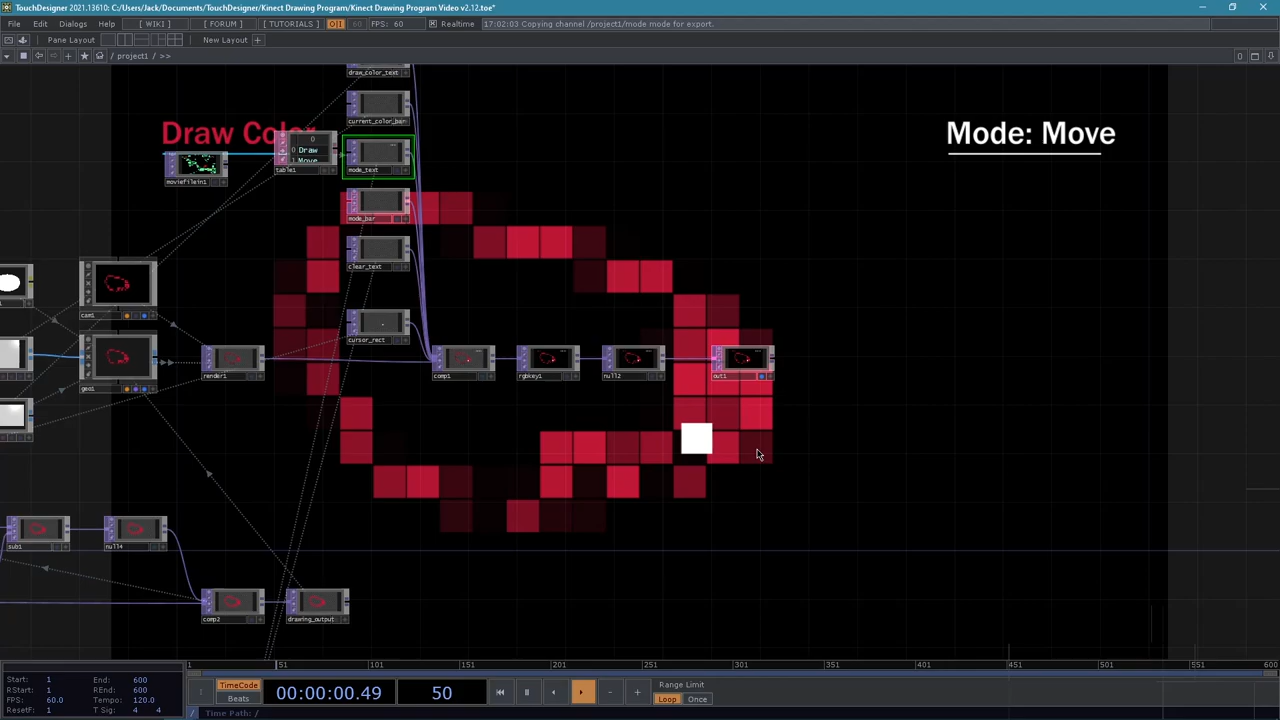 TouchDesigner 2021.13610: C:/Users/Jack/Documents/TouchDesigner/Kinect Drawing Program/Kinect Drawing Program Video v2.12.toe*
File Edit Dialogs Help [ WIKI ] [ FORUM ] [ TUTORIALS ] O|I 60 FPS: 60 Realtime 17:02:03 Copying channel /project1/mode mode for export.
Pane Layout New Layout +
/ project1 / >>
draw_color_text
current_color_bar
Draw Color
Mode: Move
0
0 Draw
1 Move
moviefilein1
table1
mode_text
mode_bar
clear_text
cam1
cursor_rect
geo1
render1
comp1
rgbkey1
null2
out1
sub1
null4
comp2
drawing_output
1 51 101 151 201 251 301 351 401 451 501 551 600
Start: 1 End: 600
RStart: 1 REnd: 600
FPS: 60.0 Tempo: 120.0
ResetF: 1 T Sig: 4 4
TimeCode
Beats
00:00:00.49
50
Range Limit
Loop Once
/ Time Path: /